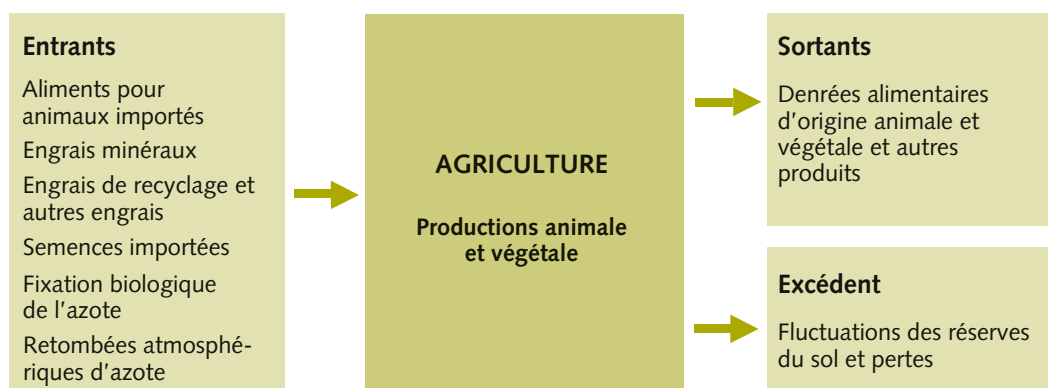 Entrants
Aliments pour
animaux importés
Engrais minéraux
Engrais de recyclage et
autres engrais
Semences importées
Fixation biologique
de l'azote
Retombées atmosphé-
riques d'azote
AGRICULTURE
Productions animale
et végétale
Sortants
Denrées alimentaires
d'origine animale et
végétale et autres
produits
Excédent
Fluctuations des réserves
du sol et pertes